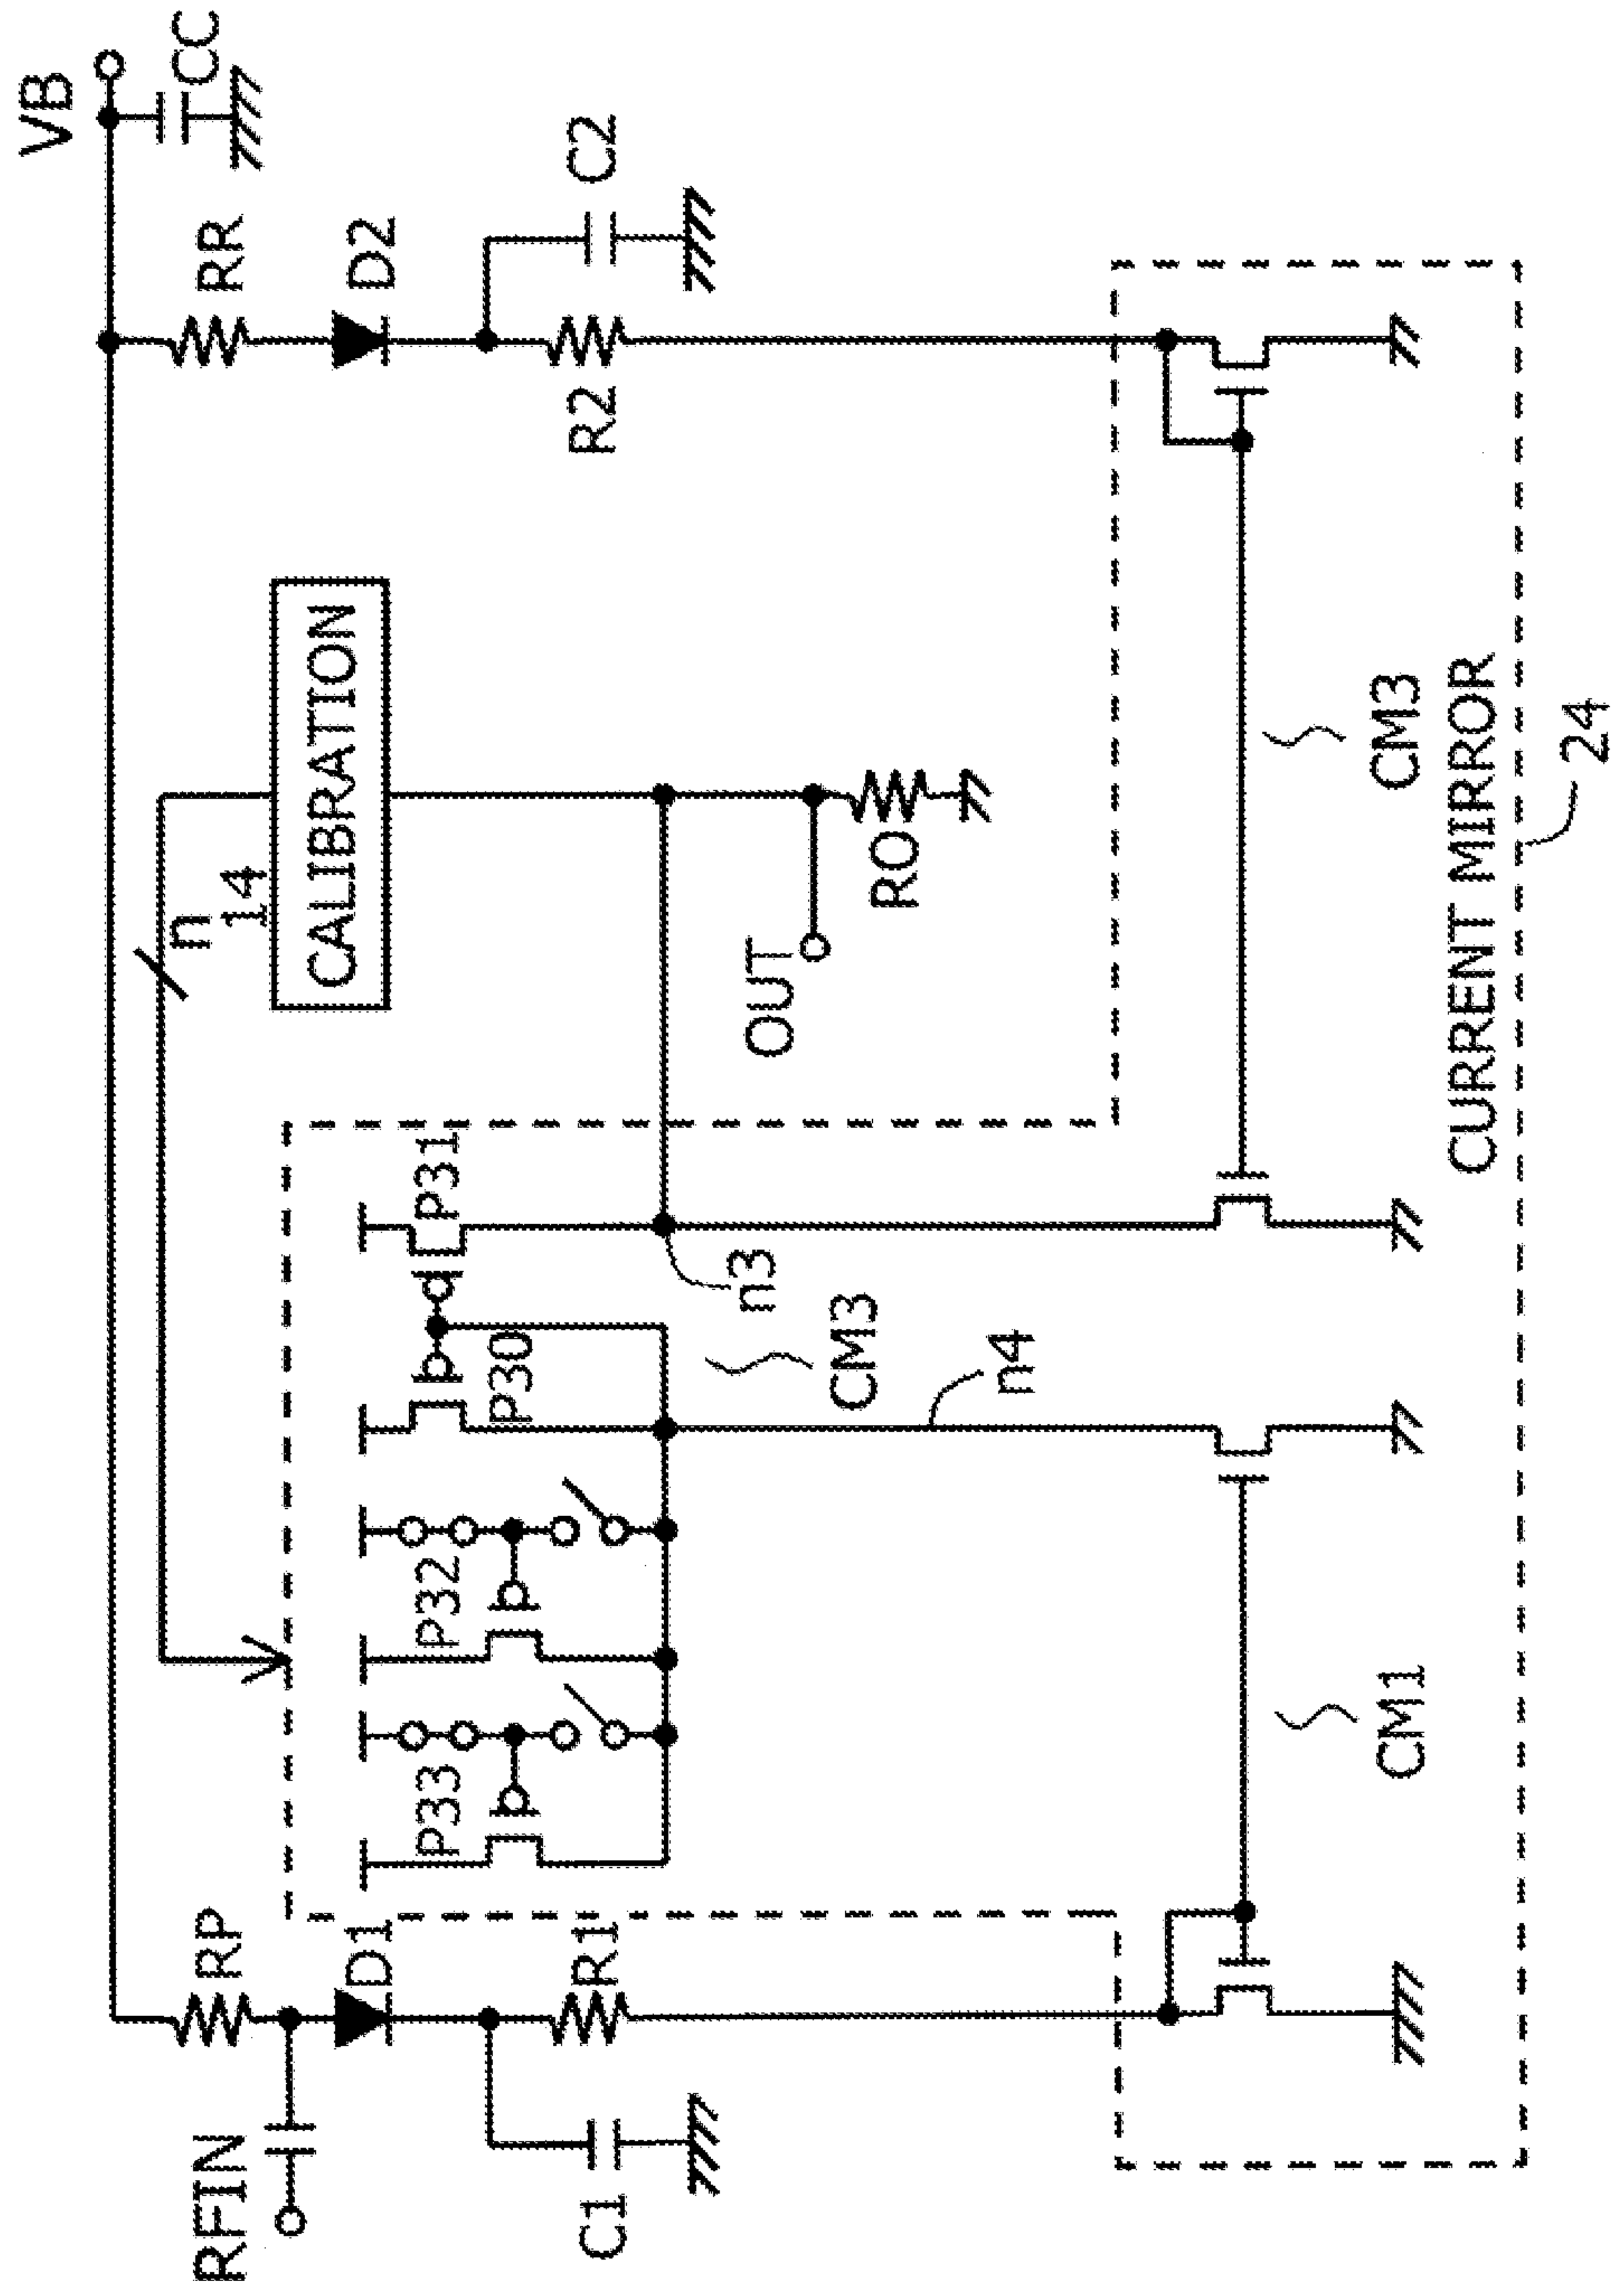 VB
CC
RP
RR
RFIN
D1
D2
C1
R1
R2
C2
n
14
CALIBRATION
P33
P32
P30
P31
OUT
RO
n3
CM3
n4
CM1
CM3
CURRENT MIRROR
24